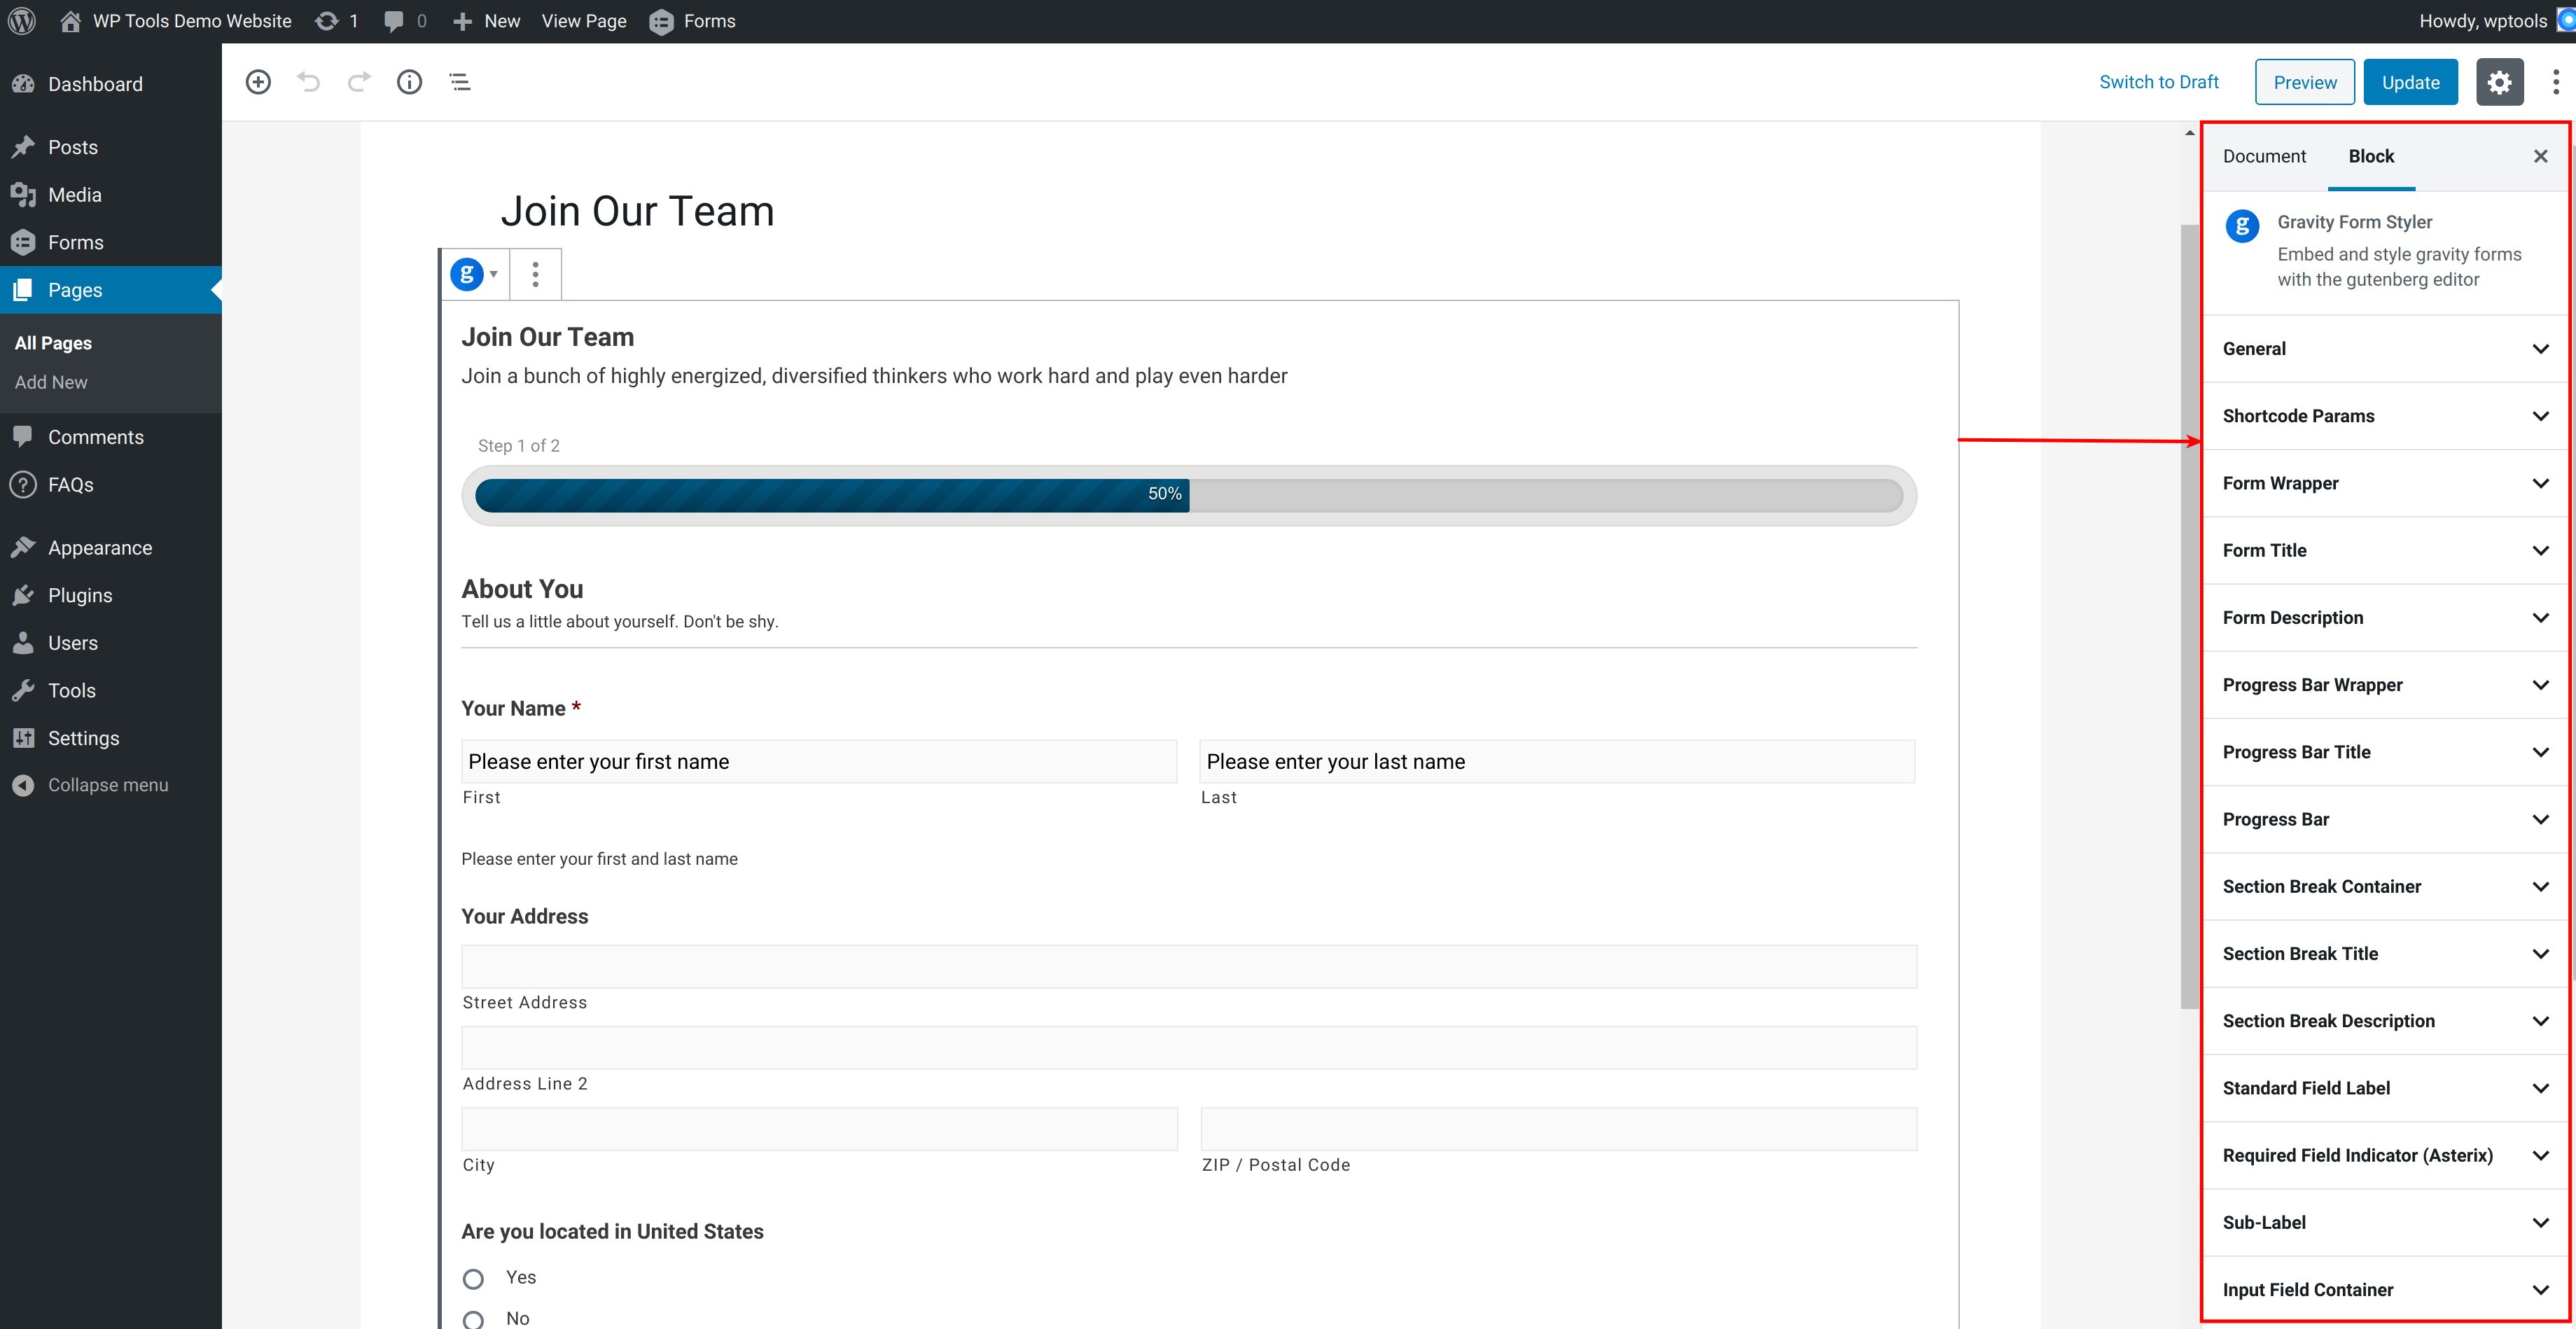 WP Tools Demo Website 1 0 New View Page Forms Howdy, wptools
Dashboard
Posts
Media
Forms
Pages
All Pages
Add New
Comments
FAQs
Appearance
Plugins
Users
Tools
Settings
Collapse menu
Switch to Draft Preview Update
Join Our Team
g
Join Our Team
Join a bunch of highly energized, diversified thinkers who work hard and play even harder
Step 1 of 2
50%
About You
Tell us a little about yourself. Don't be shy.
Your Name *
Please enter your first name Please enter your last name
First Last
Please enter your first and last name
Your Address
Street Address
Address Line 2
City ZIP / Postal Code
Are you located in United States
Yes
No
Document Block
g Gravity Form Styler
Embed and style gravity forms
with the gutenberg editor
General
Shortcode Params
Form Wrapper
Form Title
Form Description
Progress Bar Wrapper
Progress Bar Title
Progress Bar
Section Break Container
Section Break Title
Section Break Description
Standard Field Label
Required Field Indicator (Asterix)
Sub-Label
Input Field Container